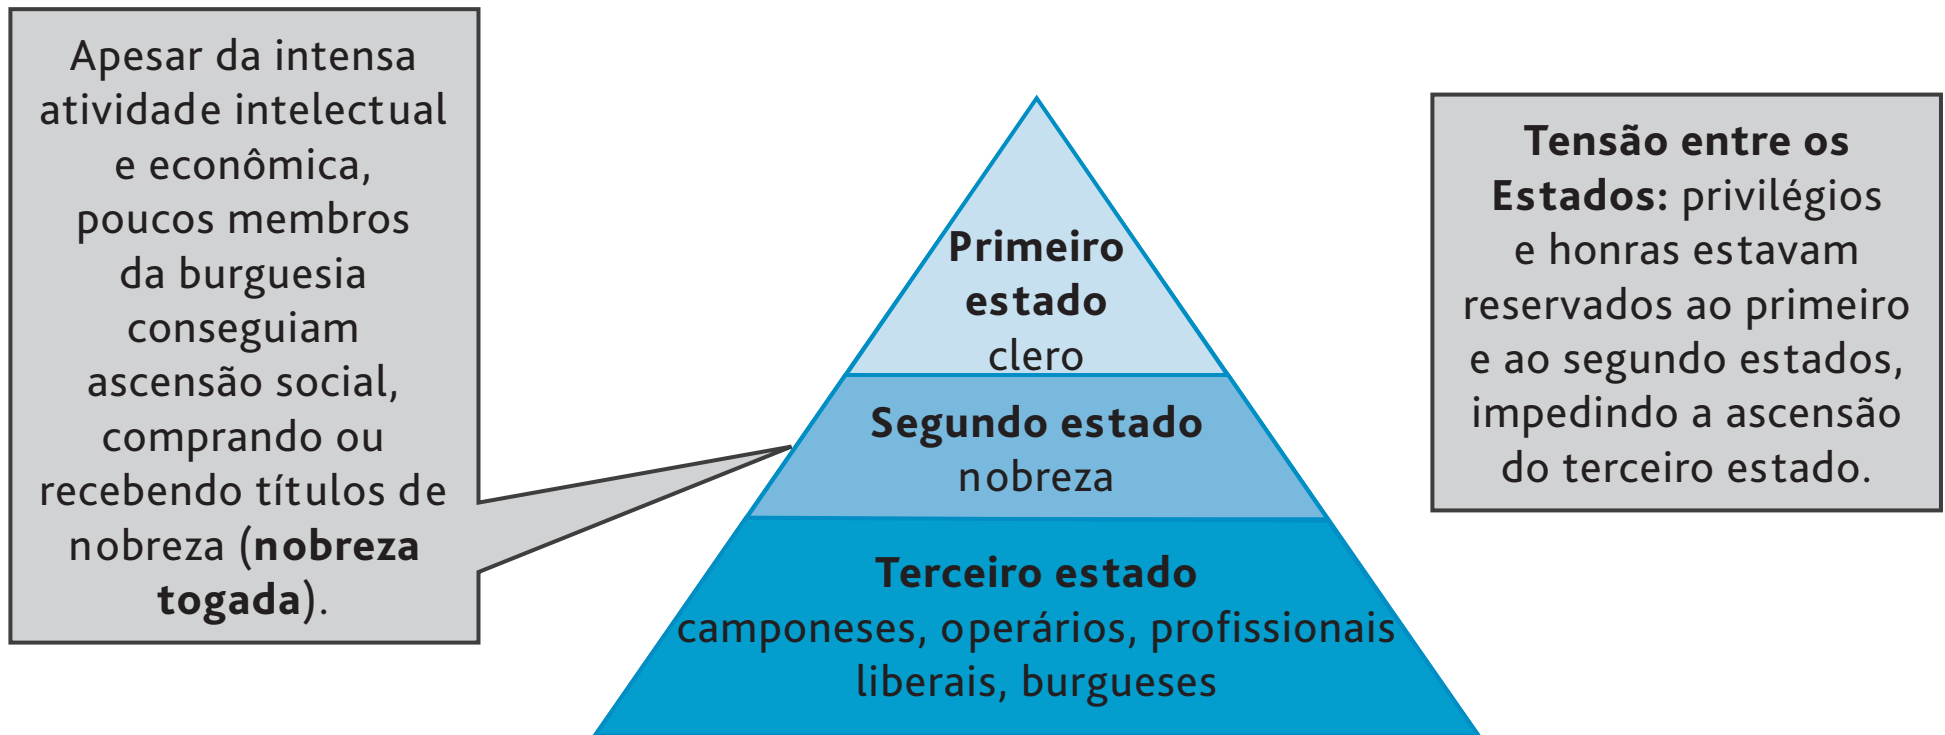 Apesar da intensa
atividade intelectual
e econômica,
poucos membros
da burguesia
conseguiam
ascensão social,
comprando ou
recebendo títulos de
nobreza (nobreza
togada).
Primeiro
estado
clero
Segundo estado
nobreza
Terceiro estado
camponeses, operários, profissionais
liberais, burgueses
Tensão entre os
Estados: privilégios
e honras estavam
reservados ao primeiro
e ao segundo estados,
impedindo a ascensão
do terceiro estado.